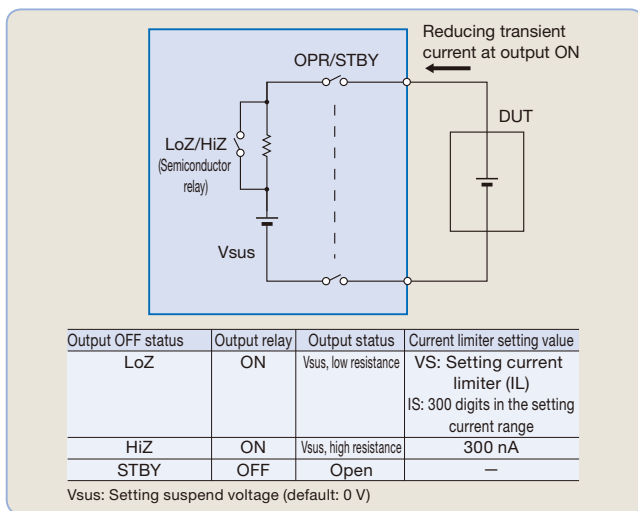 Reducing transient
current at output ON
OPR/STBY
DUT
LoZ/HiZ
(Semiconductor
relay)
Vsus
Output OFF status Output relay Output status Current limiter setting value
LoZ ON Vsus, low resistance VS: Setting current
limiter (IL)
IS: 300 digits in the setting
current range
HiZ ON Vsus, high resistance 300 nA
STBY OFF Open —
Vsus: Setting suspend voltage (default: 0 V)